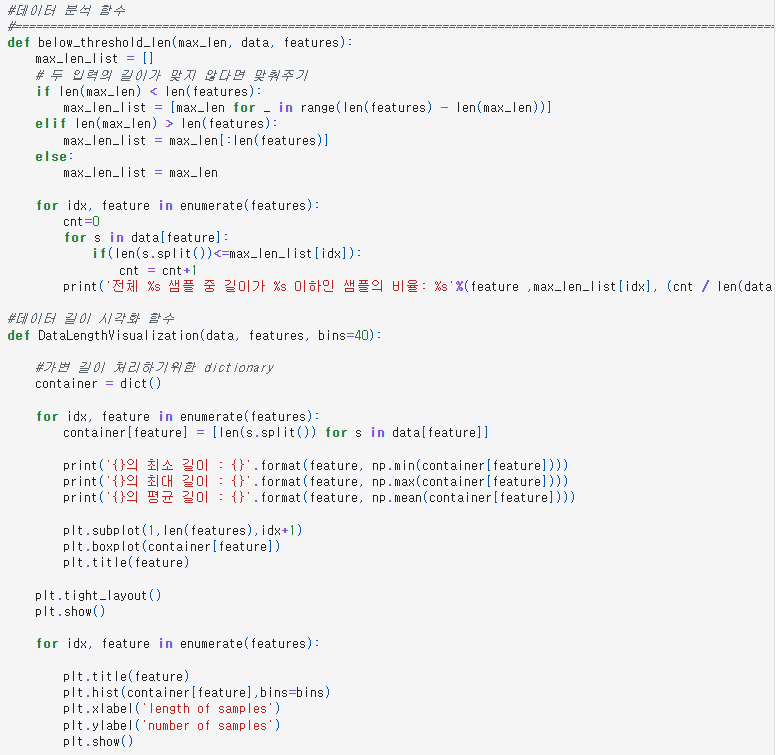 #데이터 분석 함수
#==============================================================================================================
def below_threshold_len(max_len, data, features):
    max_len_list = []
    # 두 입력의 길이가 맞지 않다면 맞춰주기
    if len(max_len) < len(features):
        max_len_list = [max_len for _ in range(len(features) - len(max_len))]
    elif len(max_len) > len(features):
        max_len_list = max_len[:len(features)]
    else:
        max_len_list = max_len

    for idx, feature in enumerate(features):
        cnt=0
        for s in data[feature]:
            if(len(s.split())<=max_len_list[idx]):
                cnt = cnt+1
        print('전체 %s 샘플 중 길이가 %s 이하인 샘플의 비율: %s'%(feature ,max_len_list[idx], (cnt / len(data

#데이터 길이 시각화 함수
def DataLengthVisualization(data, features, bins=40):

    #가변 길이 처리하기위한 dictionary
    container = dict()

    for idx, feature in enumerate(features):
        container[feature] = [len(s.split()) for s in data[feature]]

        print('{}의 최소 길이 : {}'.format(feature, np.min(container[feature])))
        print('{}의 최대 길이 : {}'.format(feature, np.max(container[feature])))
        print('{}의 평균 길이 : {}'.format(feature, np.mean(container[feature])))

        plt.subplot(1,len(features),idx+1)
        plt.boxplot(container[feature])
        plt.title(feature)

    plt.tight_layout()
    plt.show()

    for idx, feature in enumerate(features):

        plt.title(feature)
        plt.hist(container[feature],bins=bins)
        plt.xlabel('length of samples')
        plt.ylabel('number of samples')
        plt.show()